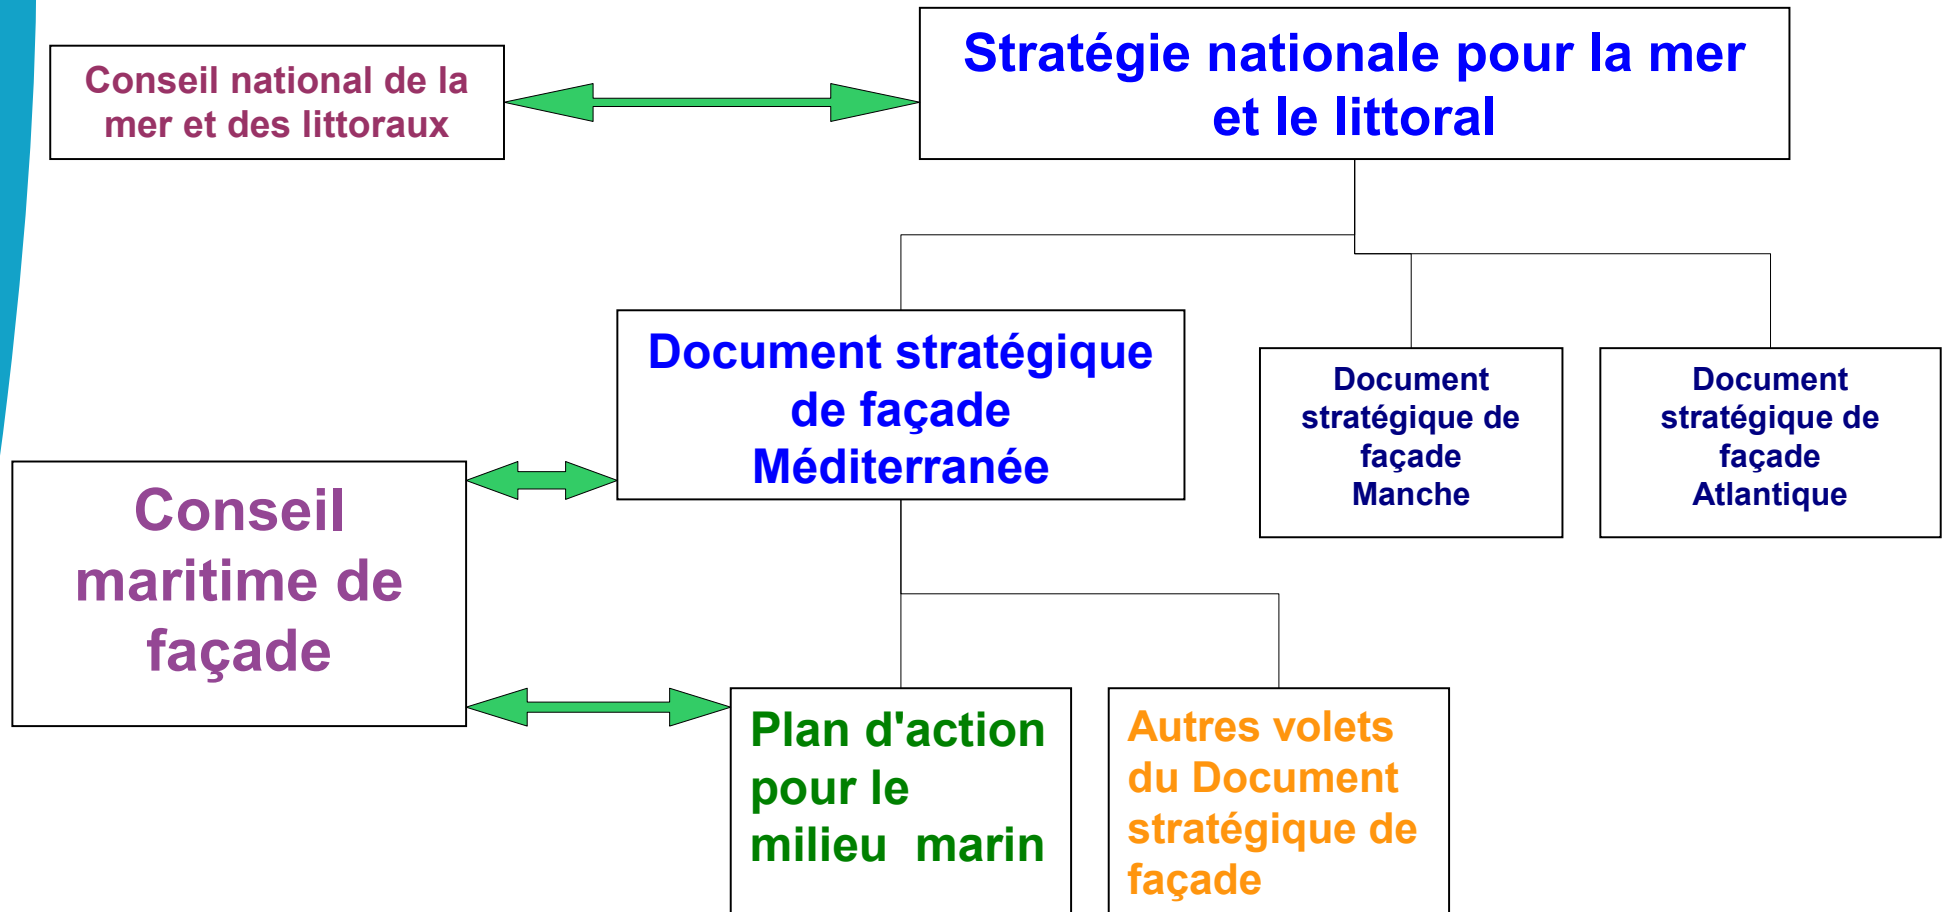 Conseil national de la
mer et des littoraux
Stratégie nationale pour la mer
et le littoral
Document stratégique
de façade
Méditerranée
Document
stratégique de
façade
Manche
Document
stratégique de
façade
Atlantique
Conseil
maritime de
façade
Plan d'action
pour le
milieu  marin
Autres volets
du Document
stratégique de
façade